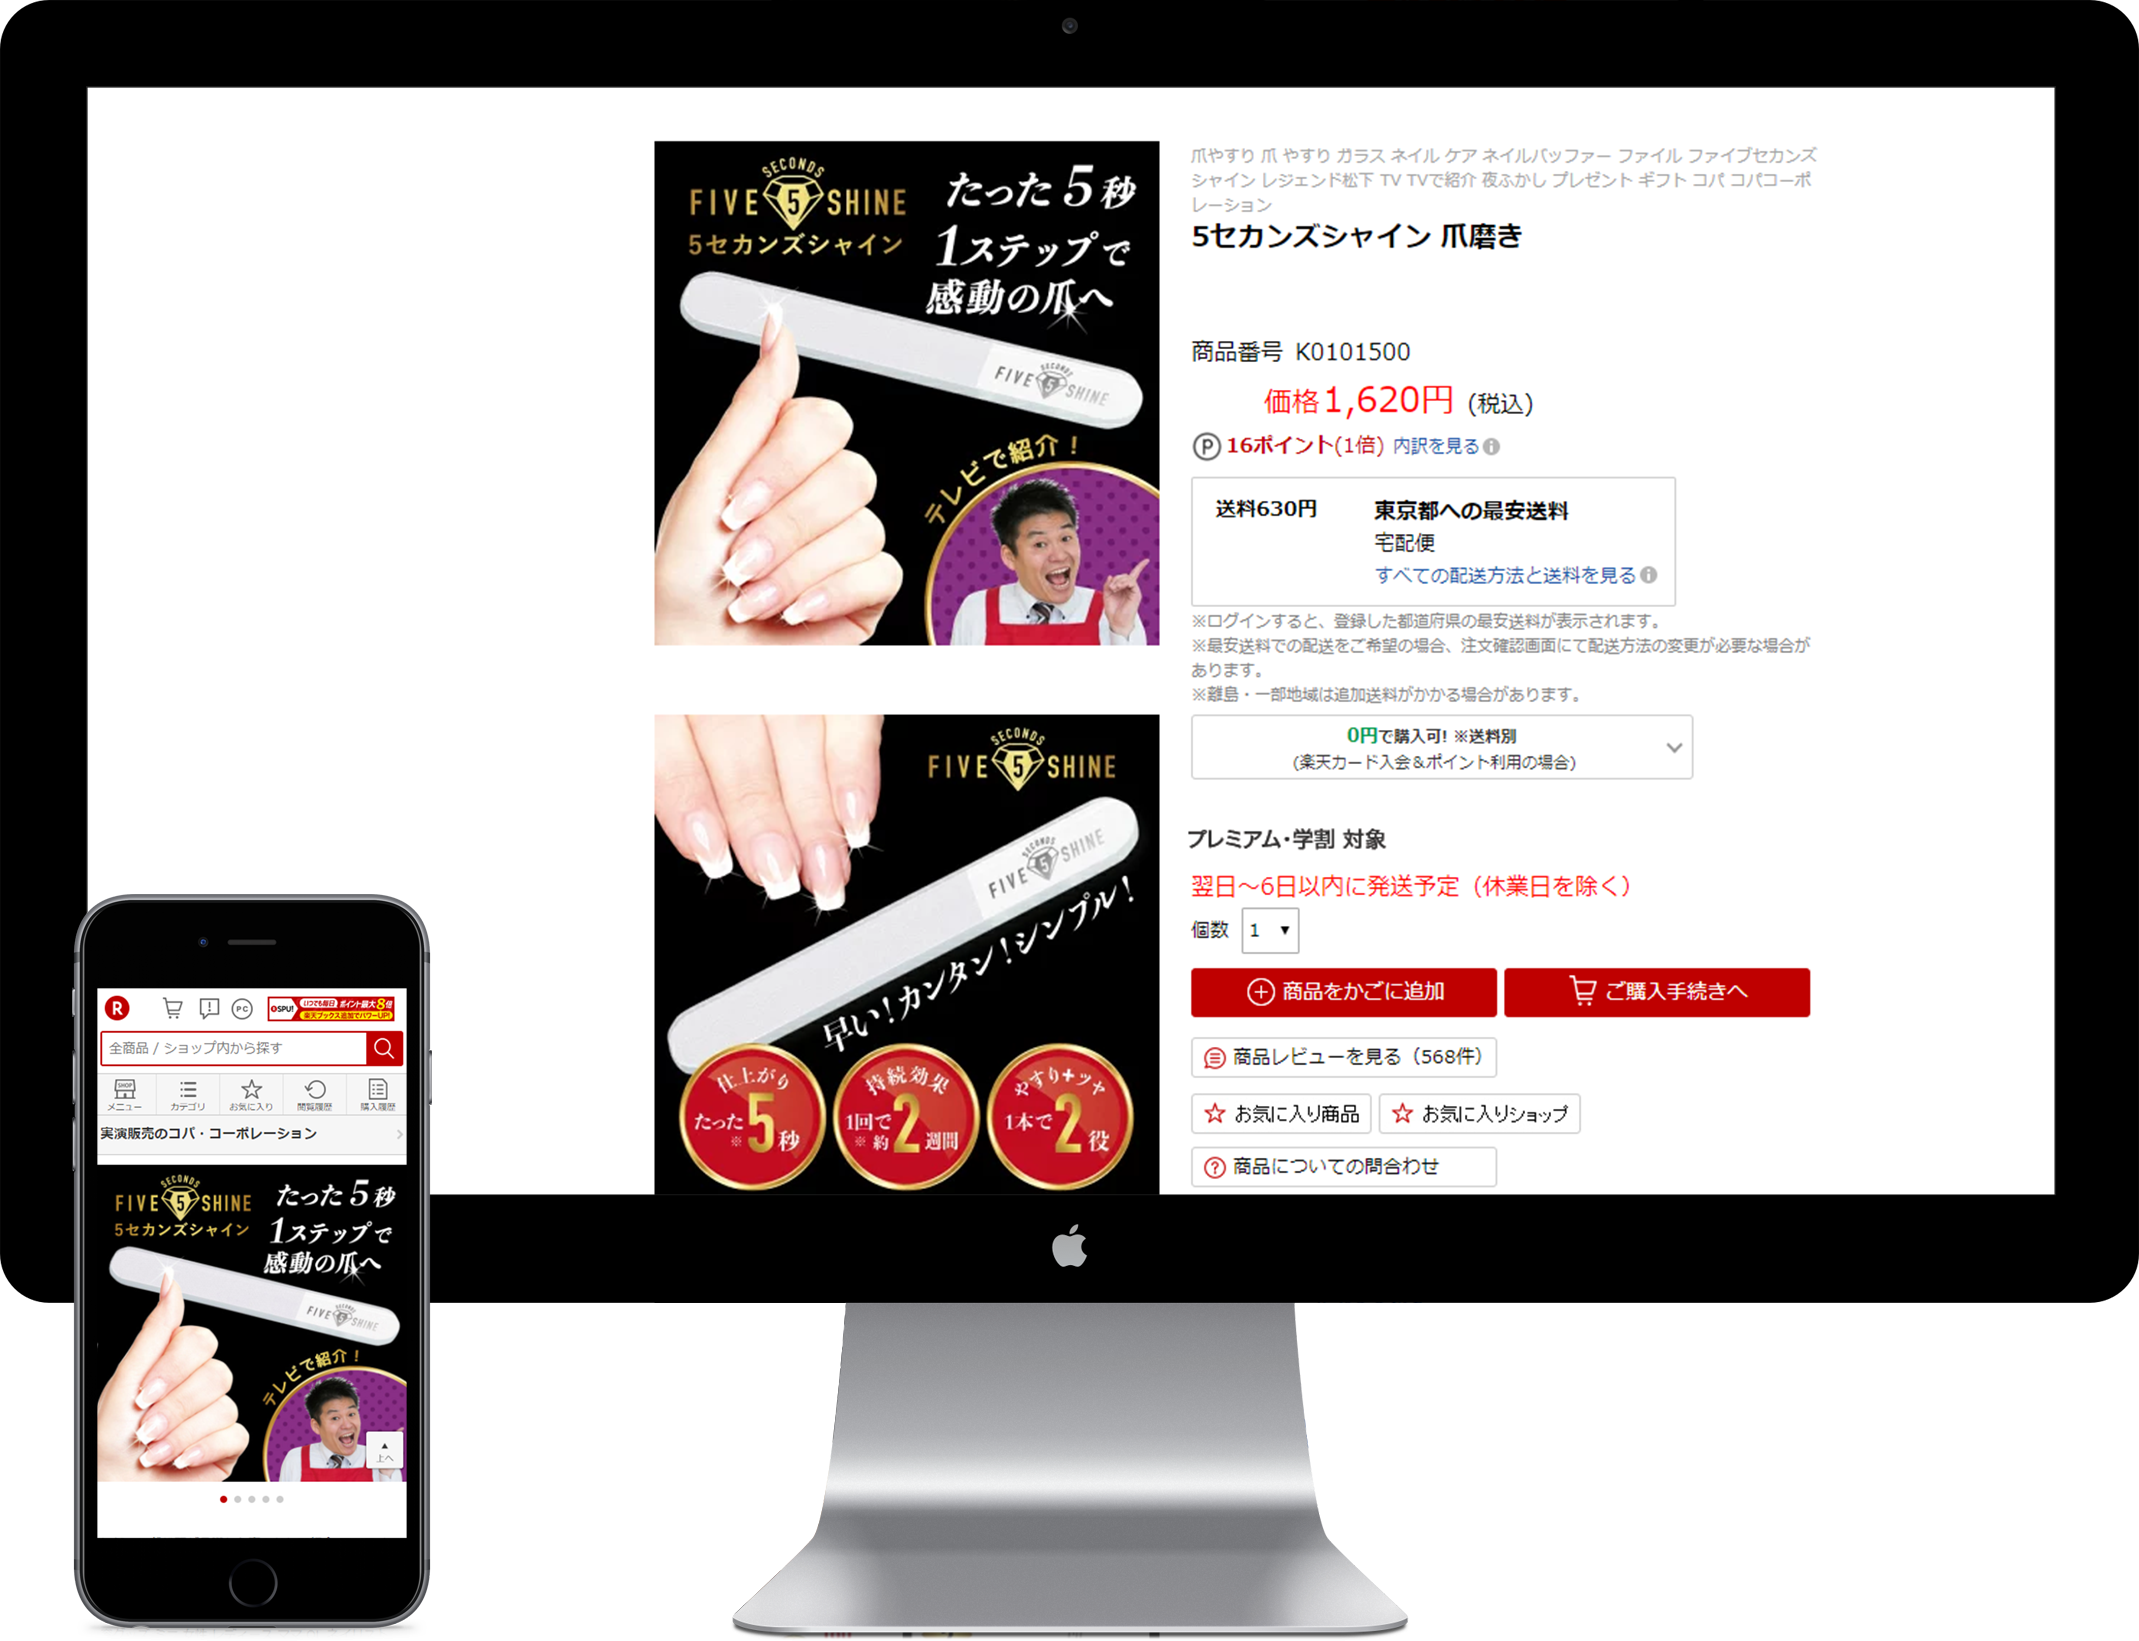 SECONDS
FIVE 5 SHINE
5セカンズシャイン
たった5秒
1ステップで
感動の爪へ
SECONDS
FIVE 5 SHINE
テレビで紹介！
爪やすり 爪 やすり ガラス ネイル ケア ネイルバッファー ファイル ファイブセカンズ
シャイン レジェンド松下 TV TVで紹介 夜ふかし プレゼント ギフト コパ コパコーポ
レーション
5セカンズシャイン 爪磨き
商品番号 K0101500
価格1,620円 (税込)
P 16ポイント(1倍) 内訳を見る i
送料630円 東京都への最安送料
宅配便
すべての配送方法と送料を見る i
※ログインすると、登録した都道府県の最安送料が表示されます。
※最安送料での配送をご希望の場合、注文確認画面にて配送方法の変更が必要な場合が
あります。
※離島・一部地域は追加送料がかかる場合があります。
0円で購入可! ※送料別
(楽天カード入会＆ポイント利用の場合)
プレミアム・学割 対象
翌日～6日以内に発送予定（休業日を除く）
個数 1 ▼
商品をかごに追加
ご購入手続きへ
商品レビューを見る（568件）
お気に入り商品
お気に入りショップ
? 商品についての問合わせ
SECONDS
FIVE 5 SHINE
SECONDS
FIVE 5 SHINE
早い！カンタン！シンプル！
仕上がり
たった
※5秒
持続効果
1回で
※約2週間
やすり+ツヤ
1本で2役
R
PC
SPU! いつでも毎日 ポイント最大8倍
楽天ブックス追加でパワーUP!
全商品 / ショップ内から探す
SHOP
メニュー
カテゴリ
お気に入り
閲覧履歴
購入履歴
実演販売のコパ・コーポレーション
SECONDS
FIVE 5 SHINE
5セカンズシャイン
たった5秒
1ステップで
感動の爪へ
SECONDS
FIVE 5 SHINE
テレビで紹介！
▲
上へ